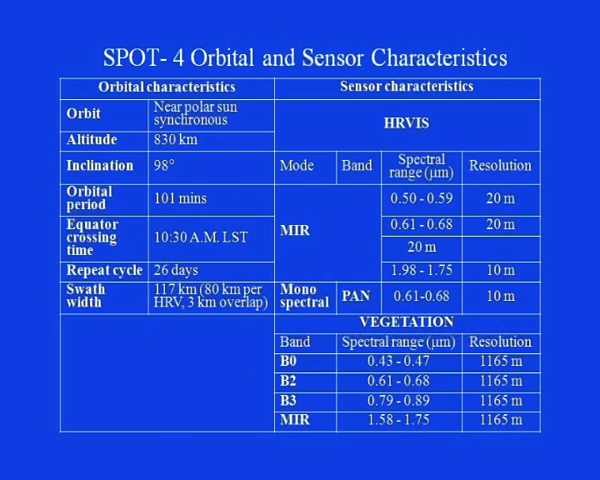 SPOT- 4 Orbital and Sensor Characteristics
Orbital characteristics Sensor characteristics
Orbit Near polar sun
synchronous
HRVIS
Altitude 830 km
Inclination 98° Mode Band Spectral
range (μm) Resolution
Orbital
period 101 mins 0.50 - 0.59 20 m
Equator
crossing
time 10:30 A.M. LST MIR 0.61 - 0.68 20 m
20 m
Repeat cycle 26 days 1.98 - 1.75 10 m
Swath
width 117 km (80 km per
HRV, 3 km overlap) Mono
spectral PAN 0.61-0.68 10 m
VEGETATION
Band Spectral range (μm) Resolution
B0 0.43 - 0.47 1165 m
B2 0.61 - 0.68 1165 m
B3 0.79 - 0.89 1165 m
MIR 1.58 - 1.75 1165 m